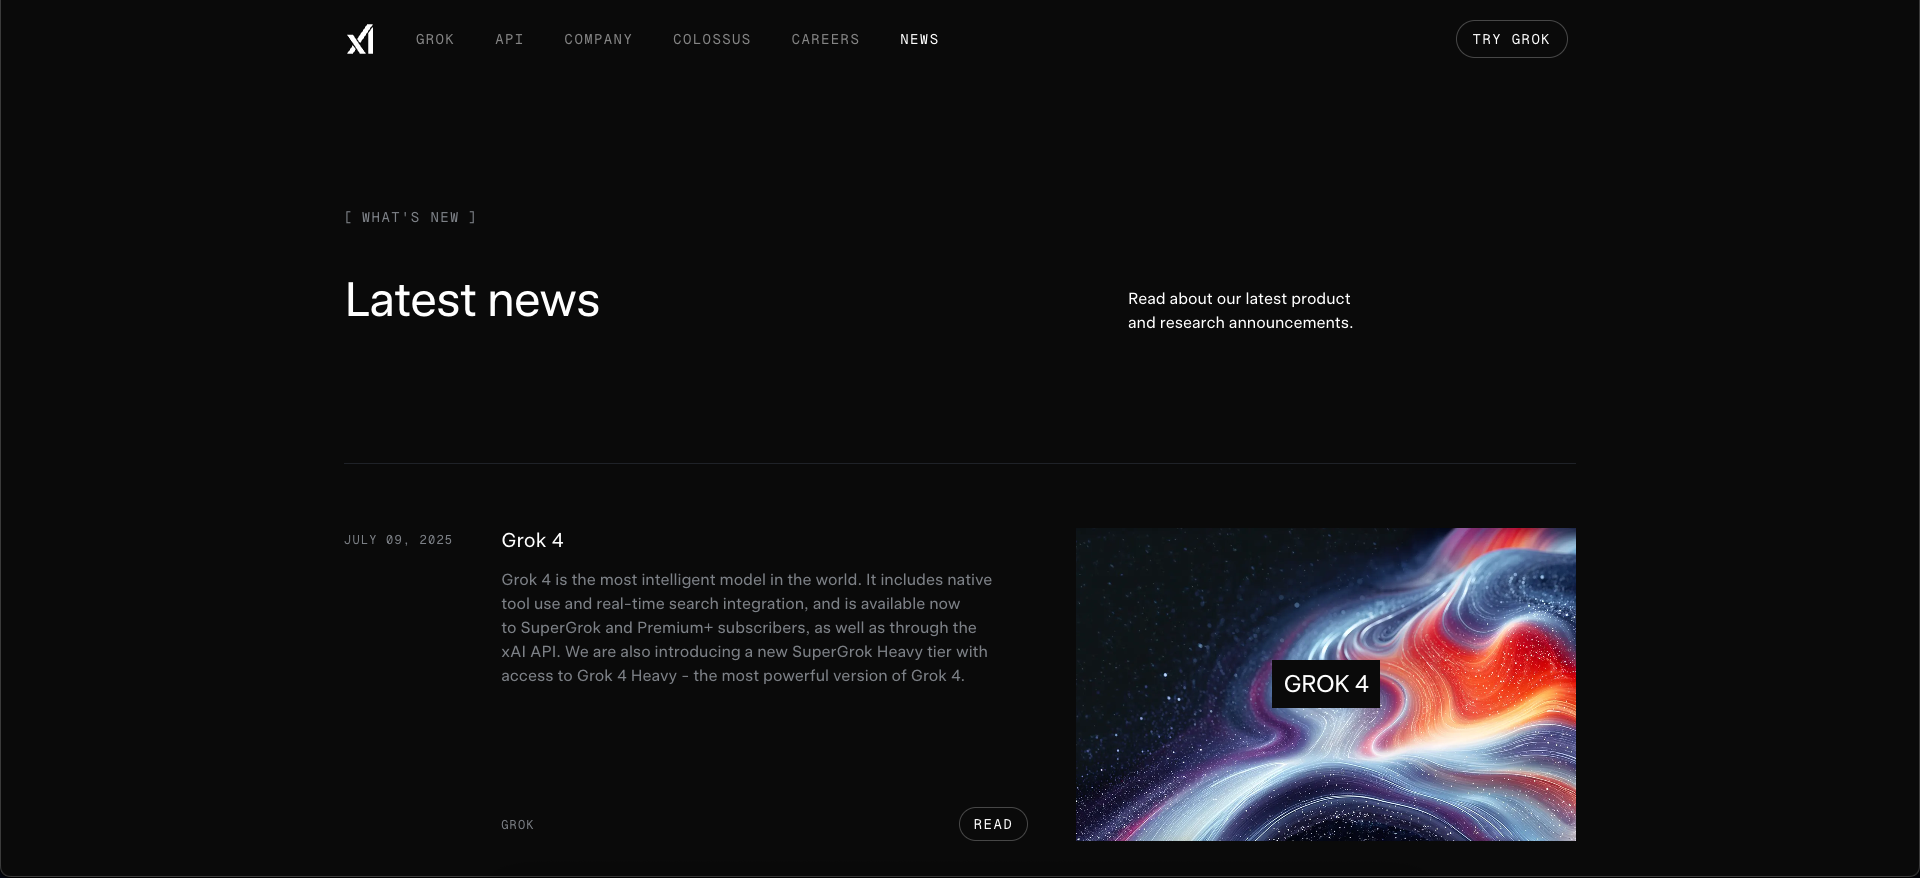 xI
GROK API COMPANY COLOSSUS CAREERS NEWS
TRY GROK
[ WHAT'S NEW ]
Latest news
Read about our latest product
and research announcements.
JULY 09, 2025
Grok 4
Grok 4 is the most intelligent model in the world. It includes native
tool use and real-time search integration, and is available now
to SuperGrok and Premium+ subscribers, as well as through the
xAI API. We are also introducing a new SuperGrok Heavy tier with
access to Grok 4 Heavy - the most powerful version of Grok 4.
GROK
READ
GROK 4